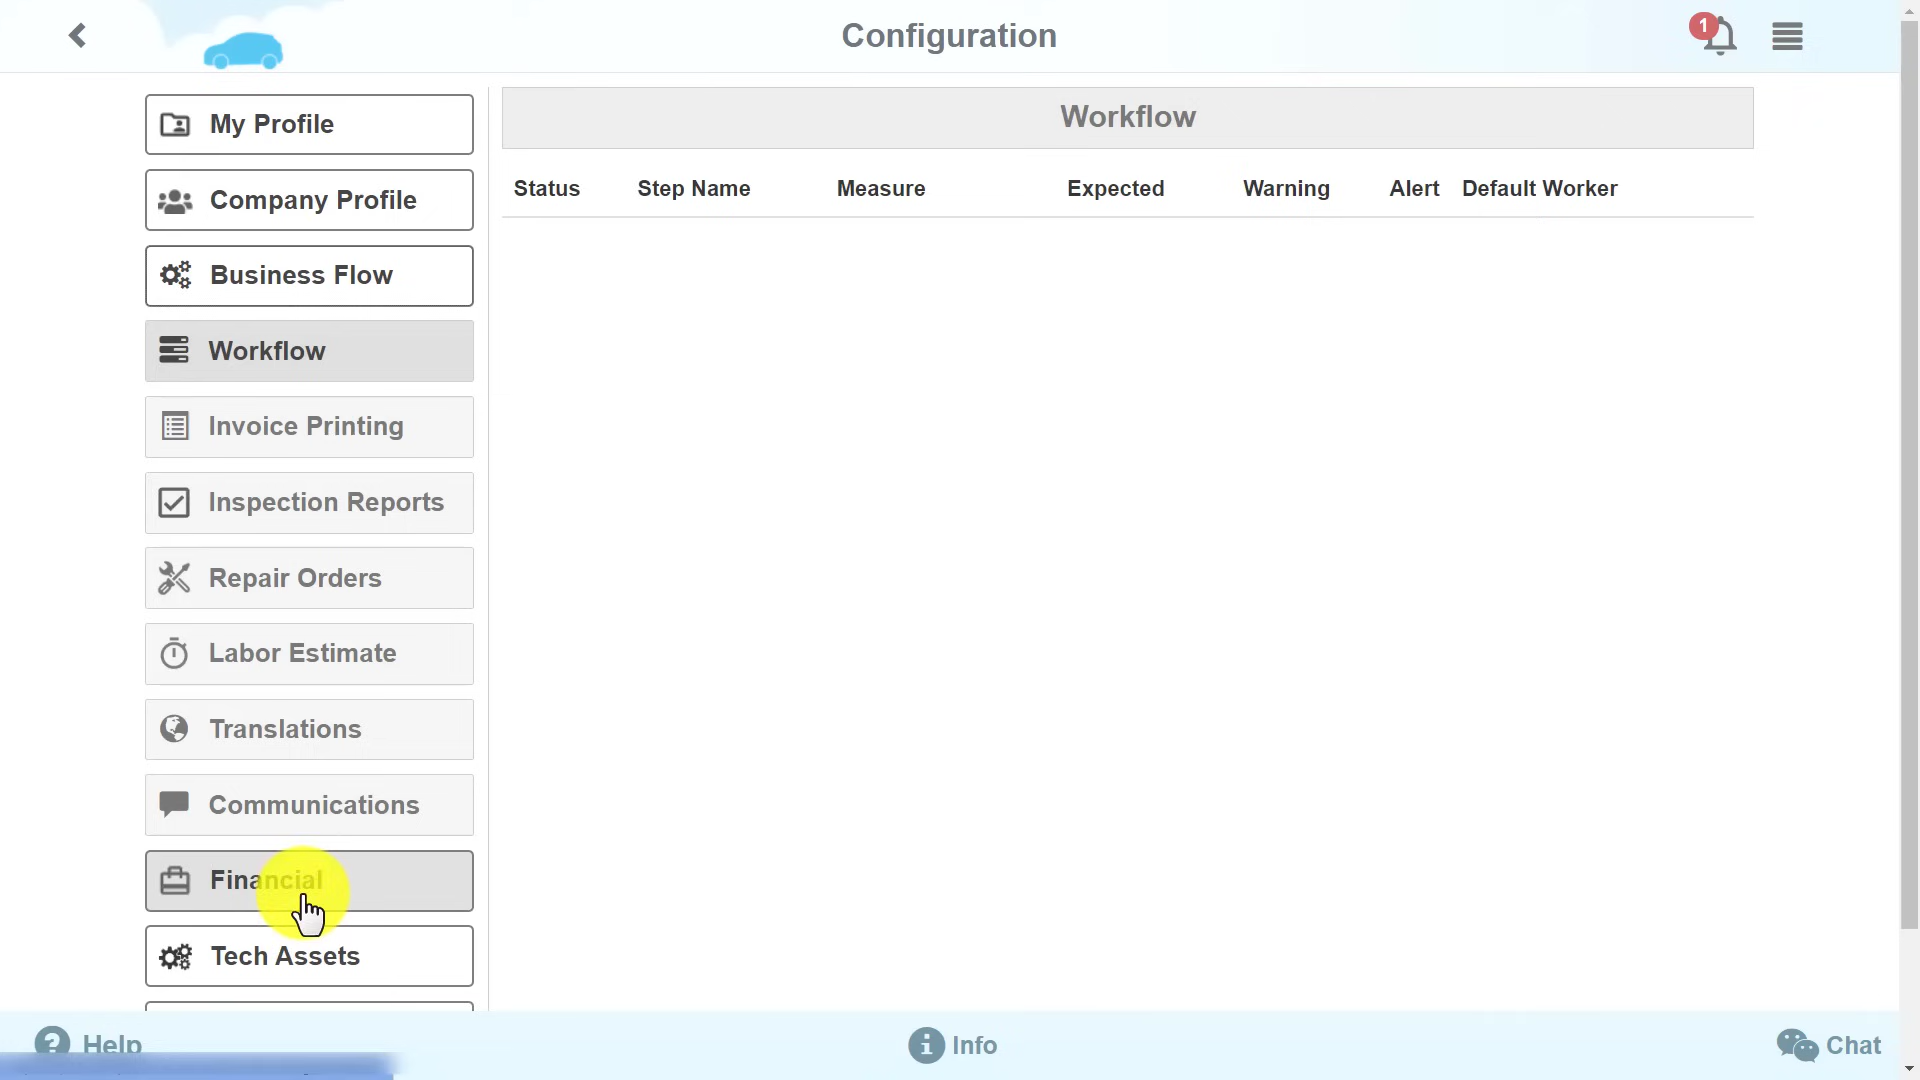 Configuration
1
My Profile
Company Profile
Business Flow
Workflow
Invoice Printing
Inspection Reports
Repair Orders
Labor Estimate
Translations
Communications
Financial
Tech Assets
Workflow
Status Step Name Measure Expected Warning Alert Default Worker
Help
Info
Chat